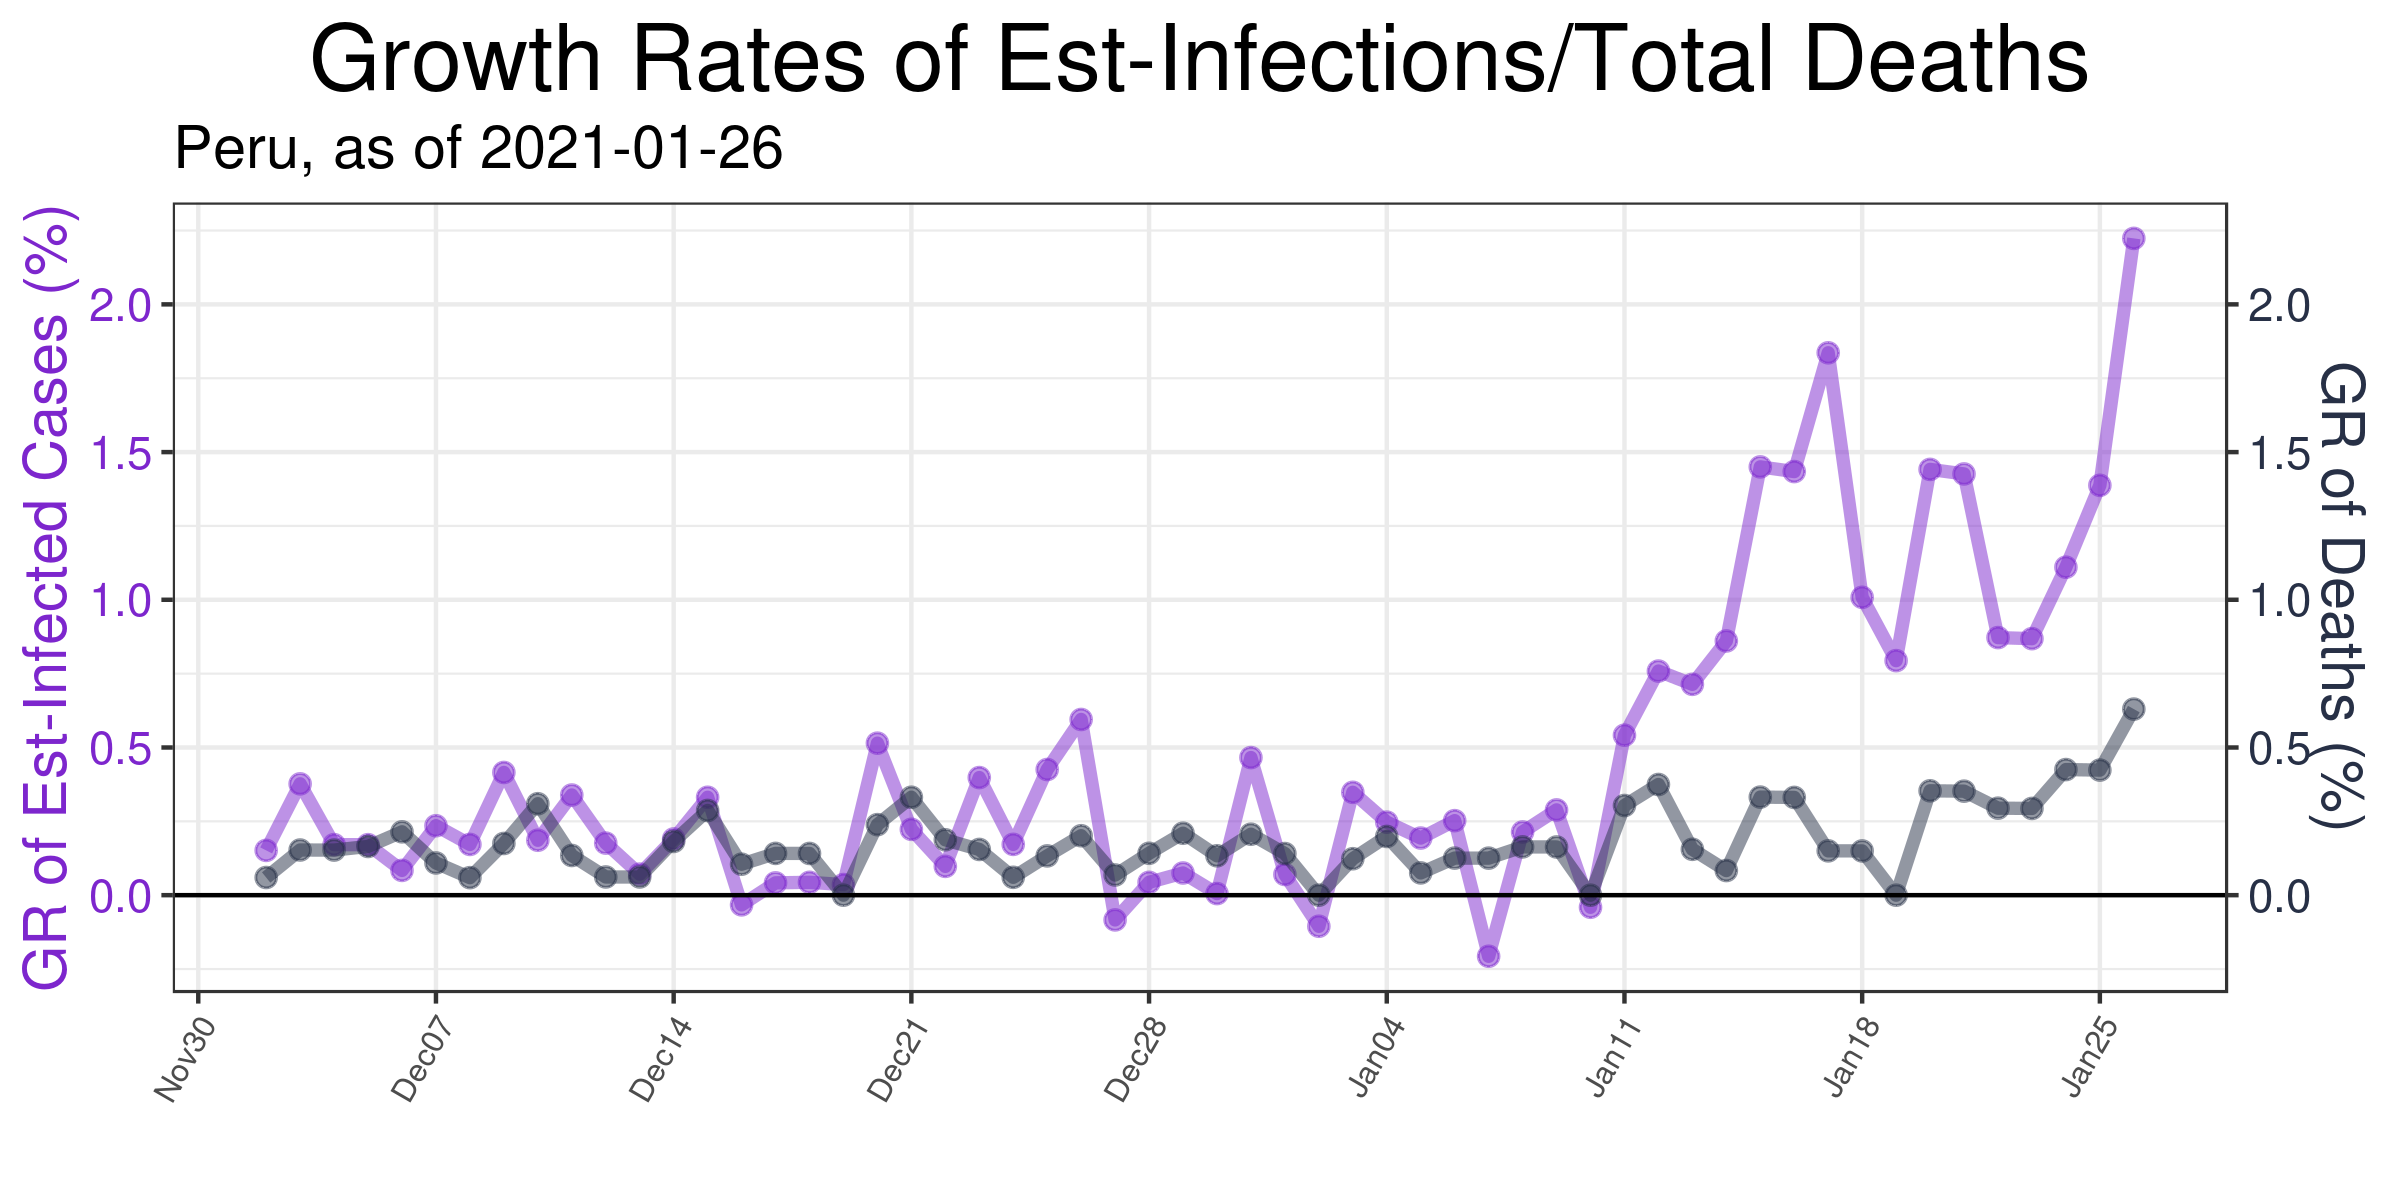 Growth Rates of Est-Infections/Total Deaths
Peru, as of 2021-01-26
GR of Est-Infected Cases (%)
2.0
1.5
1.0
0.5
0.0
2.0
1.5
1.0
0.5
0.0
GR of Deaths (%)
Nov30
Dec07
Dec14
Dec21
Dec28
Jan04
Jan11
Jan18
Jan25